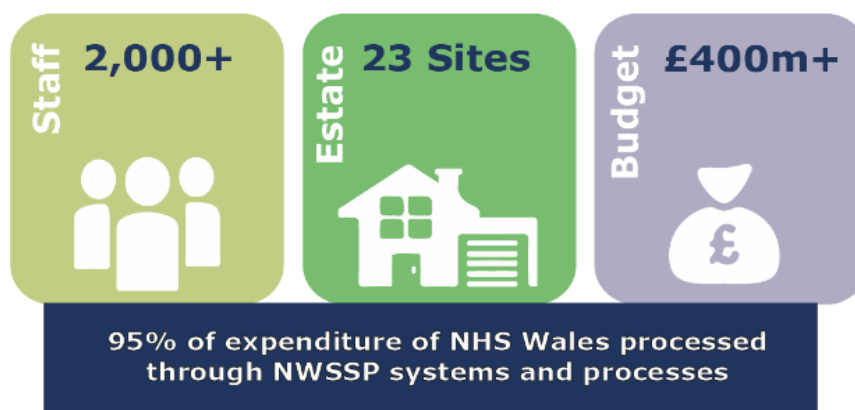 Staff
2,000+
Estate
23 Sites
Budget
£400m+
£
95% of expenditure of NHS Wales processed
through NWSSP systems and processes